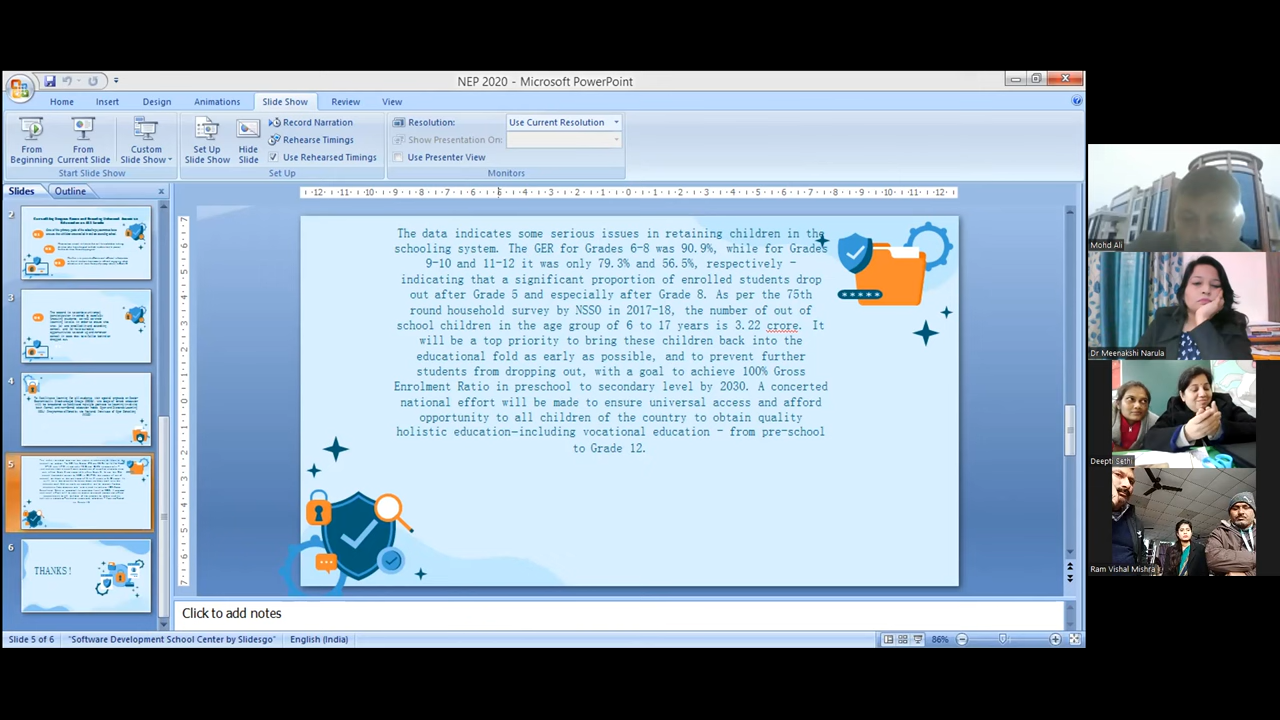 NEP 2020 - Microsoft PowerPoint
Home Insert Design Animations Slide Show Review View
From Beginning
From Current Slide
Custom Slide Show
Set Up Slide Show
Hide Slide
Record Narration
Rehearse Timings
Use Rehearsed Timings
Resolution: Use Current Resolution
Show Presentation On:
Use Presenter View
Start Slide Show Set Up Monitors
Slides Outline
2
3
4
5
6
THANKS!
The data indicates some serious issues in retaining children in the
schooling system. The GER for Grades 6-8 was 90.9%, while for Grades
9-10 and 11-12 it was only 79.3% and 56.5%, respectively –
indicating that a significant proportion of enrolled students drop
out after Grade 5 and especially after Grade 8. As per the 75th
round household survey by NSSO in 2017-18, the number of out of
school children in the age group of 6 to 17 years is 3.22 crore. It
will be a top priority to bring these children back into the
educational fold as early as possible, and to prevent further
students from dropping out, with a goal to achieve 100% Gross
Enrolment Ratio in preschool to secondary level by 2030. A concerted
national effort will be made to ensure universal access and afford
opportunity to all children of the country to obtain quality
holistic education–including vocational education – from pre-school
to Grade 12.
Click to add notes
Slide 5 of 6 "Software Development School Center by Slidesgo" English (India) 86%
Mohd Ali
Dr Meenakshi Narula
Deepti Sethi
Ram Vishal Mishra